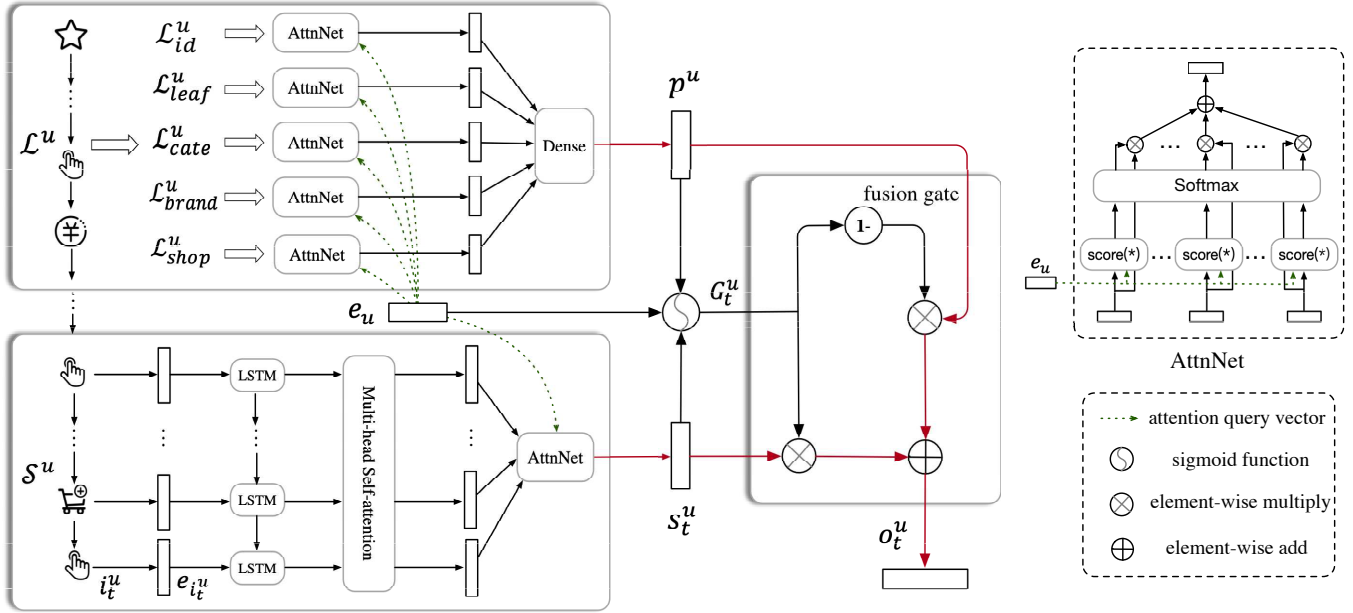 ℒ^u
ℒ^u_id
AttnNet
ℒ^u_leaf
AttnNet
ℒ^u_cate
AttnNet
ℒ^u_brand
AttnNet
ℒ^u_shop
AttnNet
Dense
¥
p^u
e_u
G^u_t
fusion gate
1-
𝒮^u
LSTM
LSTM
LSTM
i^u_t
e_{i^u_t}
Multi-head Self-attention
AttnNet
s^u_t
o^u_t
Softmax
score(*) ... score(*) ... score(*)
e_u
AttnNet
attention query vector
sigmoid function
element-wise multiply
element-wise add